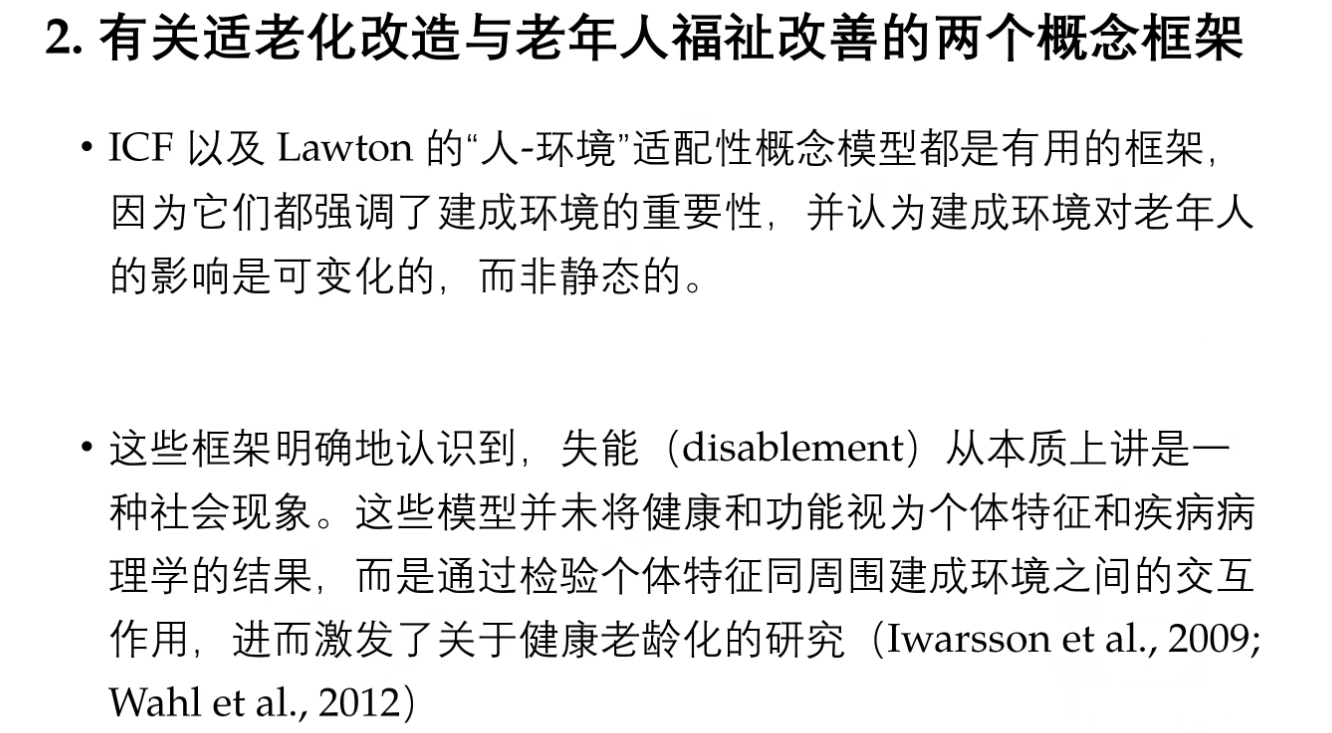 2. 有关适老化改造与老年人福祉改善的两个概念框架
• ICF 以及 Lawton 的“人-环境”适配性概念模型都是有用的框架，
因为它们都强调了建成环境的重要性，并认为建成环境对老年人
的影响是可变化的，而非静态的。
• 这些框架明确地认识到，失能（disablement）从本质上讲是一
种社会现象。这些模型并未将健康和功能视为个体特征和疾病病
理学的结果，而是通过检验个体特征同周围建成环境之间的交互
作用，进而激发了关于健康老龄化的研究（Iwarsson et al., 2009;
Wahl et al., 2012）